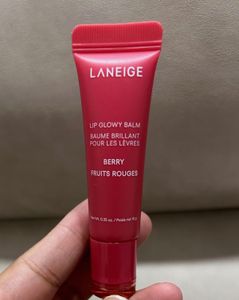 LANEIGE
LIP GLOWY BALM
BAUME BRILLANT
POUR LES LÈVRES
BERRY
FRUITS ROUGES